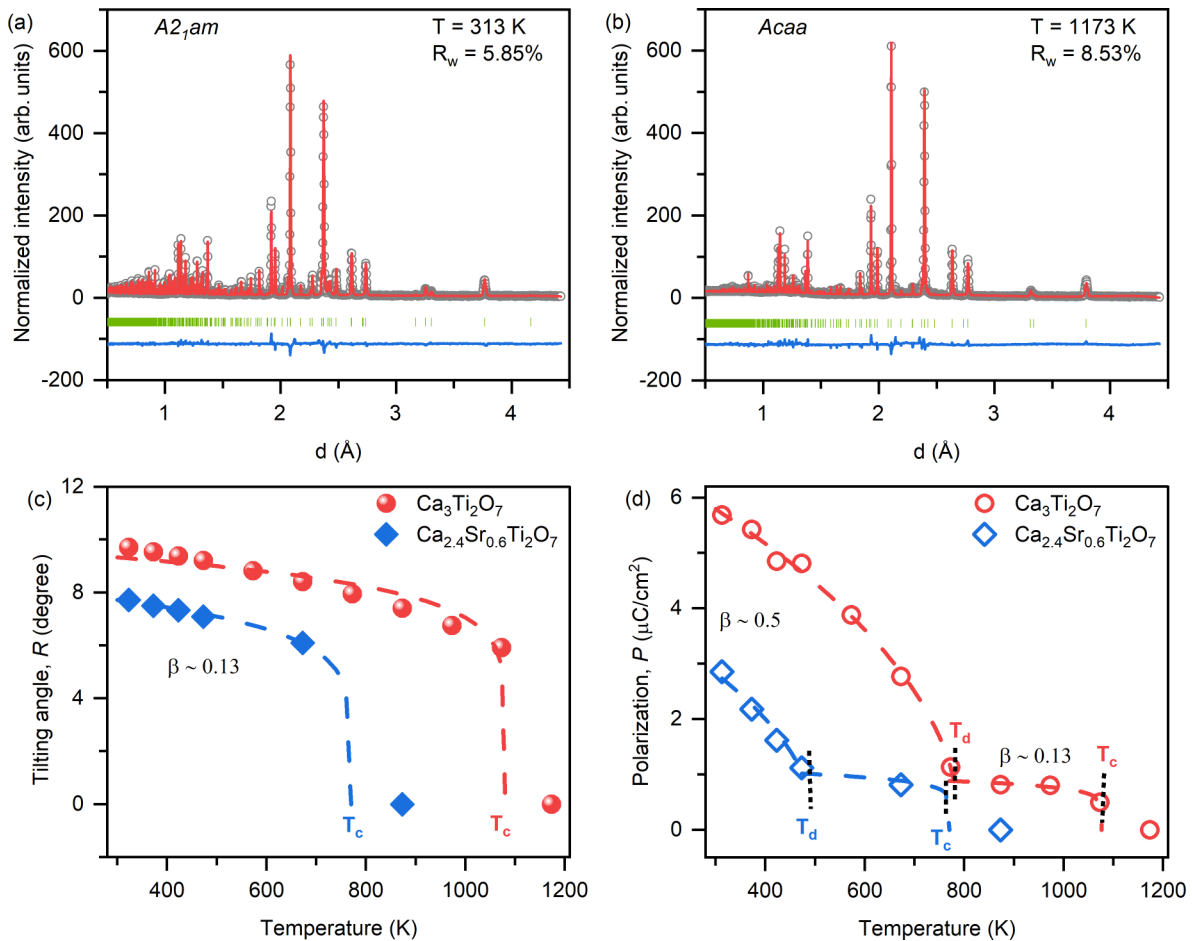 (a)
A2₁am
T = 313 K
R_w = 5.85%
Normalized intensity (arb. units)
600
400
200
0
-200
1
2
3
4
d (Å)
(b)
Acaa
T = 1173 K
R_w = 8.53%
Normalized intensity (arb. units)
600
400
200
0
-200
1
2
3
4
d (Å)
(c)
Ca₃Ti₂O₇
Ca₂.₄Sr₀.₆Ti₂O₇
Tilting angle, R (degree)
12
8
4
0
β ~ 0.13
T_c
T_c
400
600
800
1000
1200
Temperature (K)
(d)
Ca₃Ti₂O₇
Ca₂.₄Sr₀.₆Ti₂O₇
Polarization, P (μC/cm²)
6
4
2
0
β ~ 0.5
T_d
β ~ 0.13
T_c
T_d
T_c
400
600
800
1000
1200
Temperature (K)